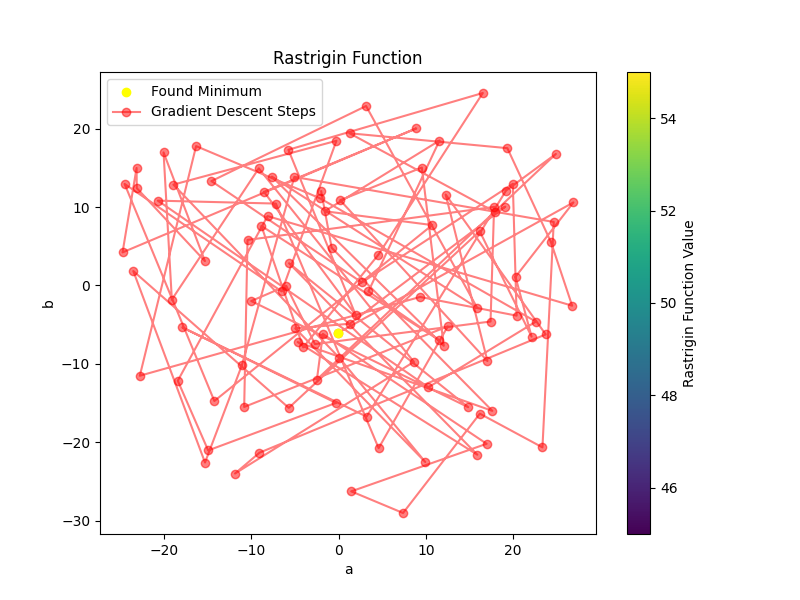 Rastrigin Function
Found Minimum
Gradient Descent Steps
20
10
0
−10
−20
−30
b
−20
−10
0
10
20
a
54
52
50
48
46
Rastrigin Function Value